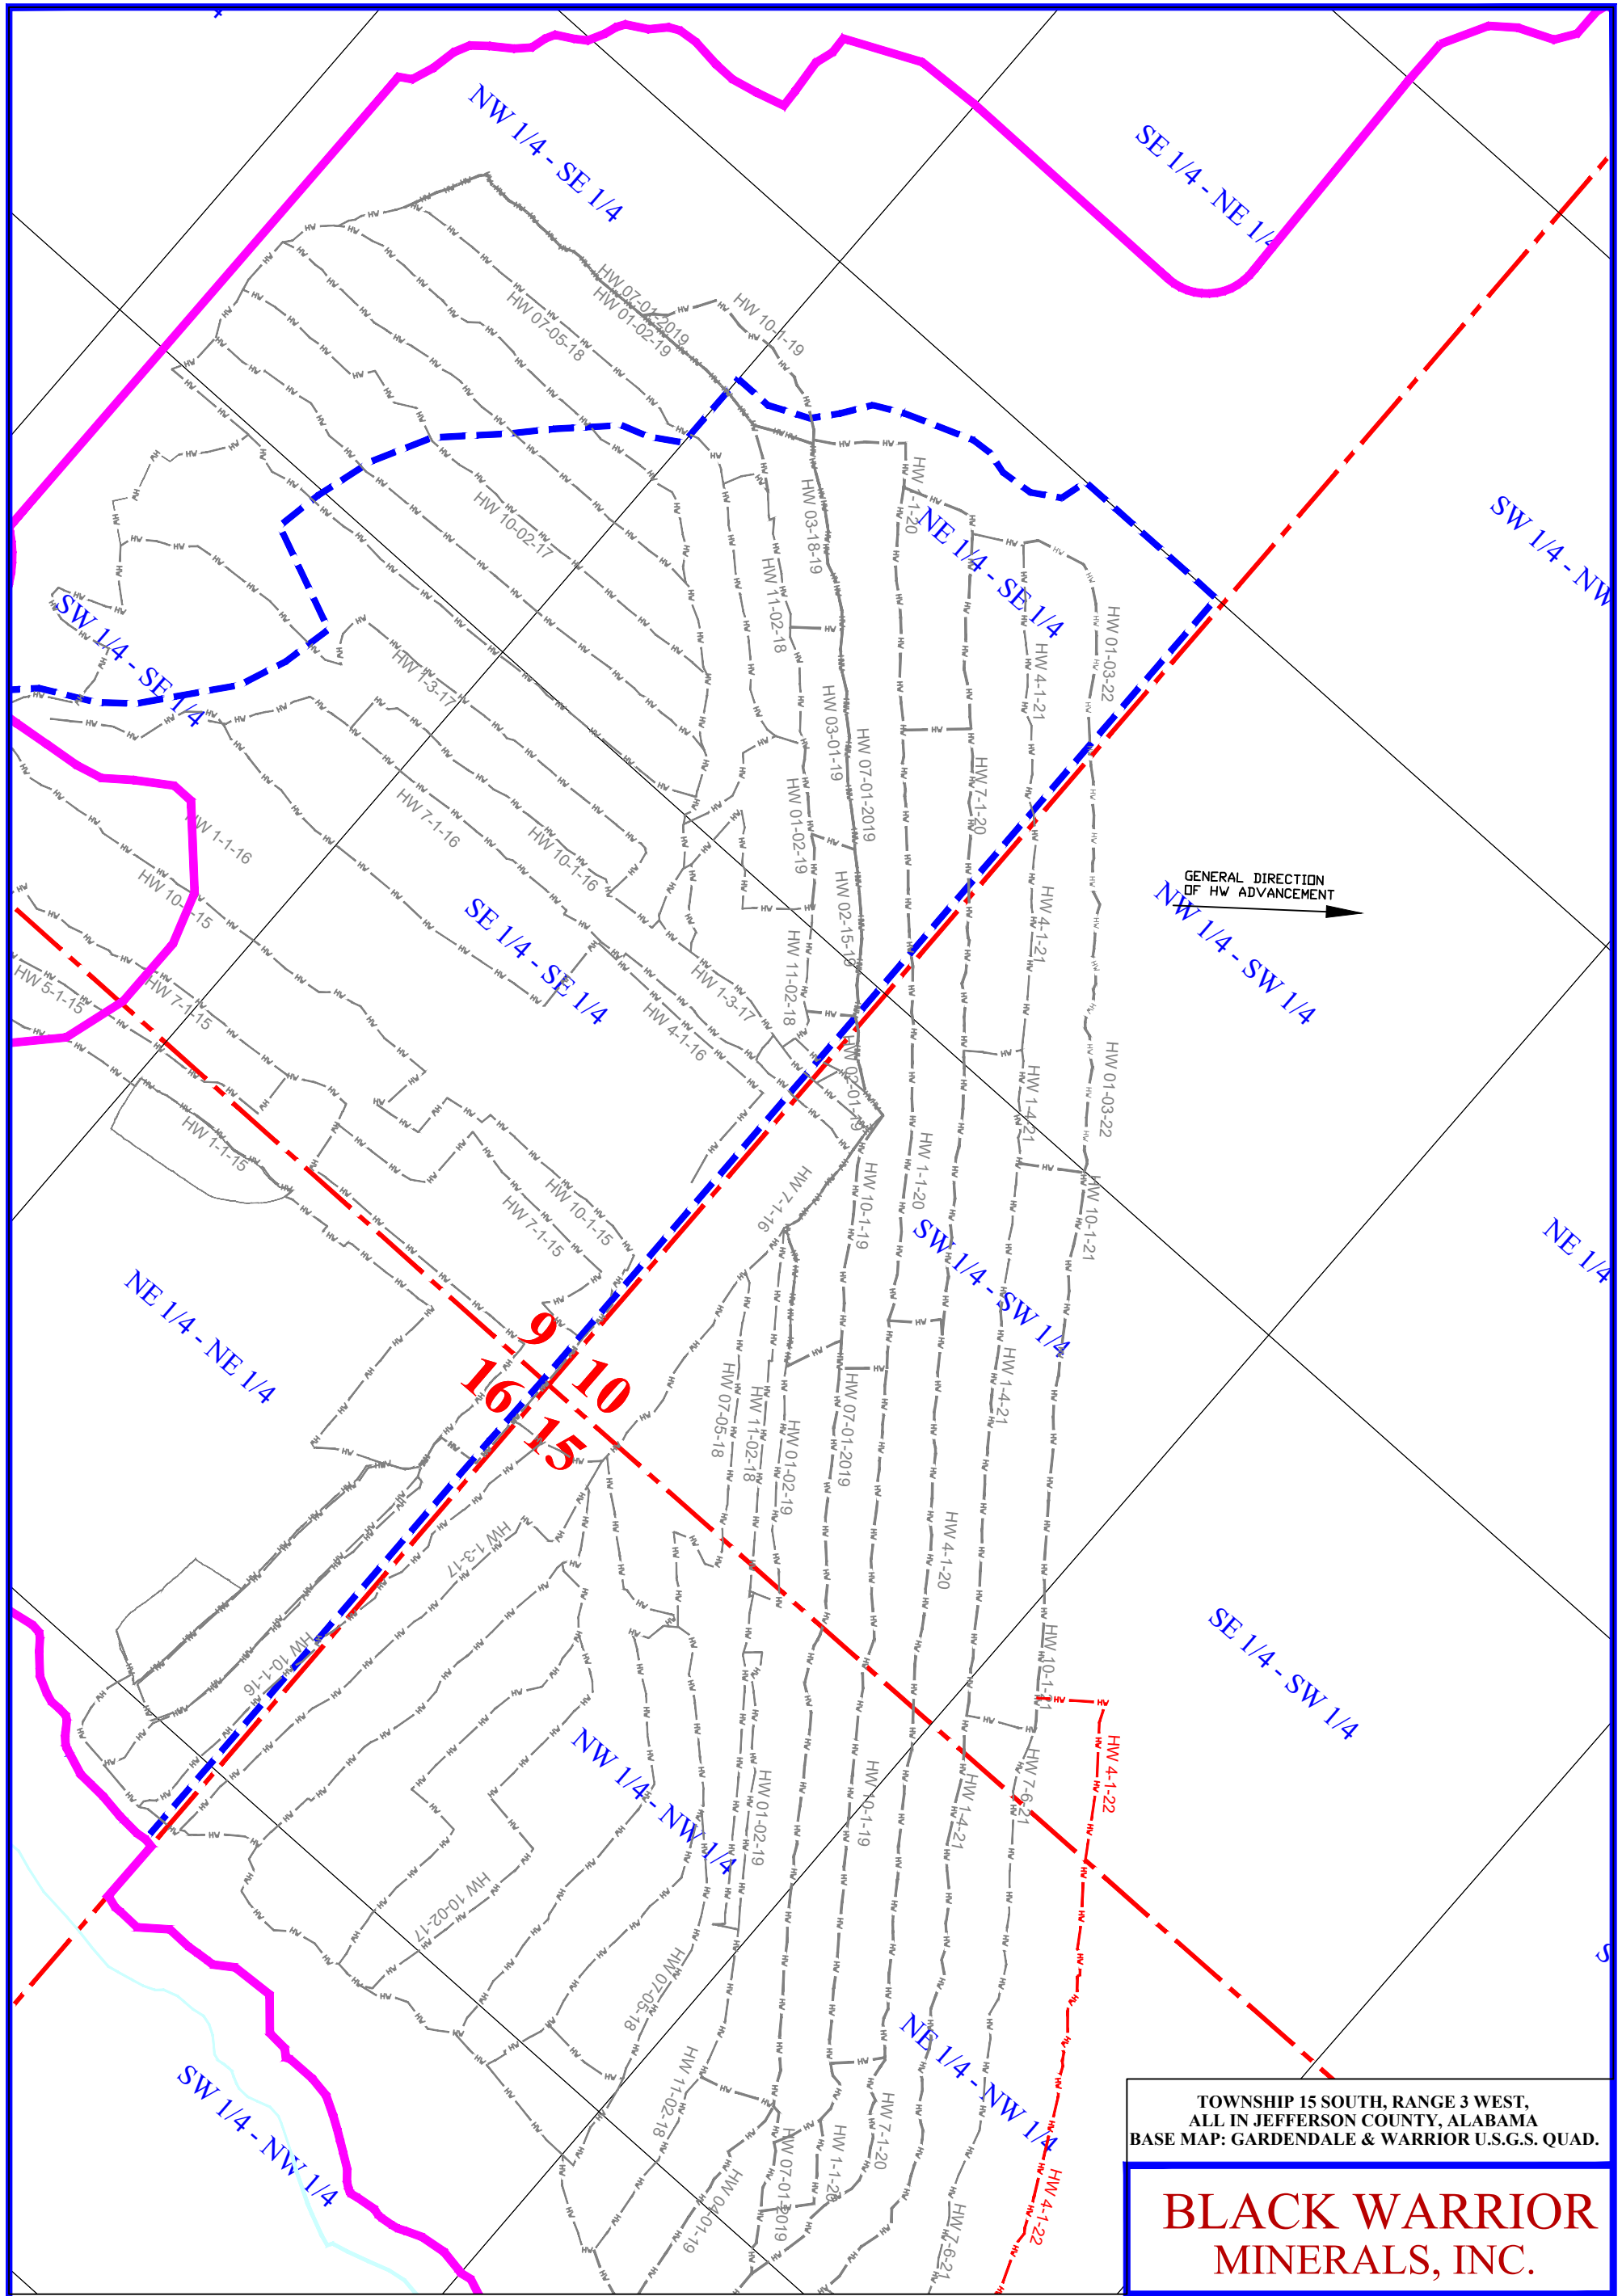 NW 1/4 - SE 1/4
SE 1/4 - NE 1/4
HW 07-01-2019
HW 01-02-19
HW 07-05-18
HW 10-1-19
HW 10-02-17
HW 03-18-19
HW 1-1-20
NE 1/4 - SE 1/4
SW 1/4 - NW
HW 11-02-18
SW 1/4 - SE 1/4
HW 1-3-17
HW 4-1-21
HW 01-03-22
HW 03-01-19
HW 07-01-2019
HW 7-1-20
HW 1-1-16
HW 7-1-16
HW 10-1-16
HW 01-02-19
HW 10-1-15
GENERAL DIRECTION
OF HW ADVANCEMENT
NW 1/4 - SW 1/4
HW 02-15-19
HW 4-1-21
SE 1/4 - SE 1/4
HW 5-1-15
HW 7-1-15
HW 1-3-17
HW 11-02-18
HW 4-1-16
HW 02-01-19
HW 1-4-21
HW 01-03-22
HW 1-1-15
HW 7-1-16
HW 10-1-19
HW 1-1-20
HW 10-1-21
HW 7-1-15
HW 10-1-15
SW 1/4 - SW 1/4
NE 1/4
NE 1/4 - NE 1/4
9
10
16
15
HW 07-05-18
HW 11-02-18
HW 01-02-19
HW 07-01-2019
HW 1-4-21
HW 1-3-17
HW 4-1-20
HW 10-1-16
HW 10-1-21
SE 1/4 - SW 1/4
NW 1/4 - NW 1/4
HW 01-02-19
HW 10-1-19
HW 1-4-21
HW 7-6-21
HW 4-1-22
HW 10-02-17
HW 07-05-18
S
SW 1/4 - NW 1/4
HW 11-02-18
NE 1/4 - NW 1/4
HW 04-01-19
HW 07-01-2019
HW 1-1-20
HW 7-1-20
HW 7-6-21
HW 4-1-22
TOWNSHIP 15 SOUTH, RANGE 3 WEST,
ALL IN JEFFERSON COUNTY, ALABAMA
BASE MAP: GARDENDALE & WARRIOR U.S.G.S. QUAD.
BLACK WARRIOR
MINERALS, INC.